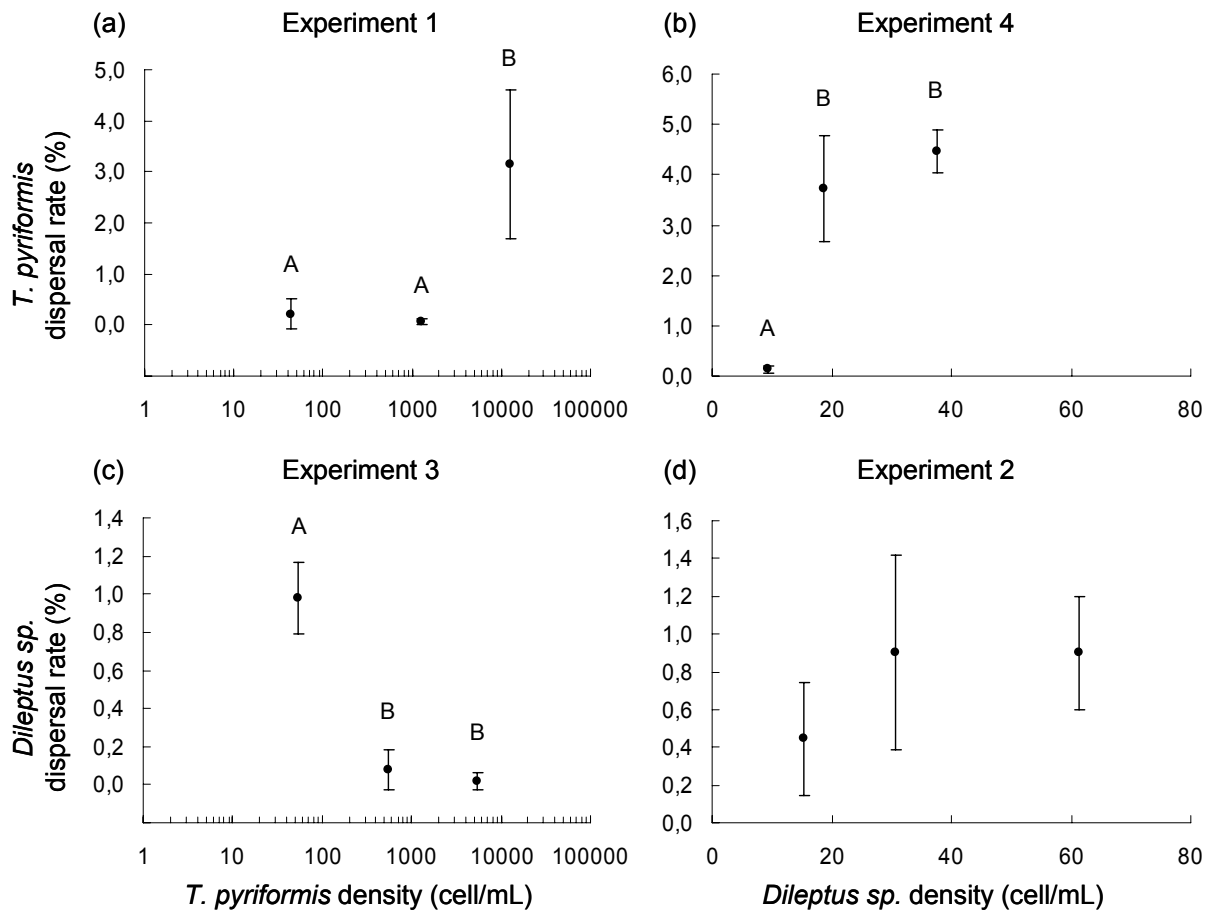 (a) Experiment 1
5,0
4,0
3,0
2,0
1,0
0,0
A
A
B
1 10 100 1000 10000 100000
T. pyriformis
dispersal rate (%)
(b) Experiment 4
6,0
5,0
4,0
3,0
2,0
1,0
0,0
A
B
B
0 20 40 60 80
(c) Experiment 3
1,4
1,2
1,0
0,8
0,6
0,4
0,2
0,0
A
B
B
1 10 100 1000 10000 100000
Dileptus sp.
dispersal rate (%)
T. pyriformis density (cell/mL)
(d) Experiment 2
1,6
1,4
1,2
1,0
0,8
0,6
0,4
0,2
0,0
0 20 40 60 80
Dileptus sp. density (cell/mL)